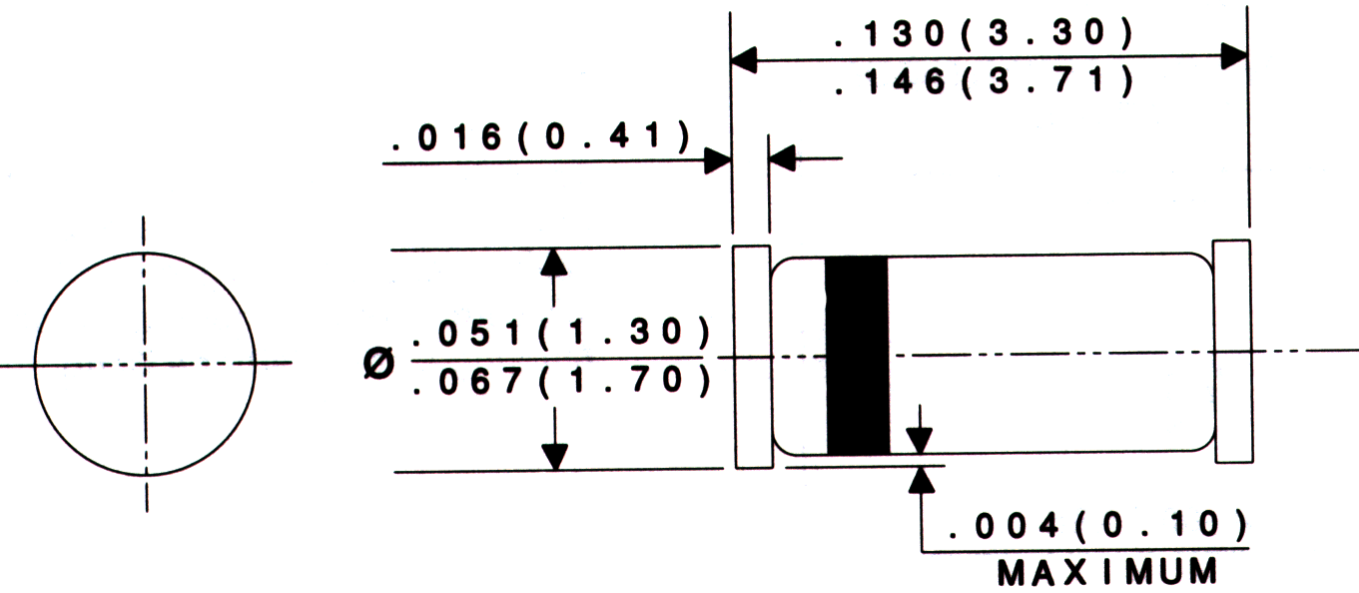 .130(3.30)
.146(3.71)
.016(0.41)
Ø .051(1.30)
.067(1.70)
.004(0.10)
MAXIMUM